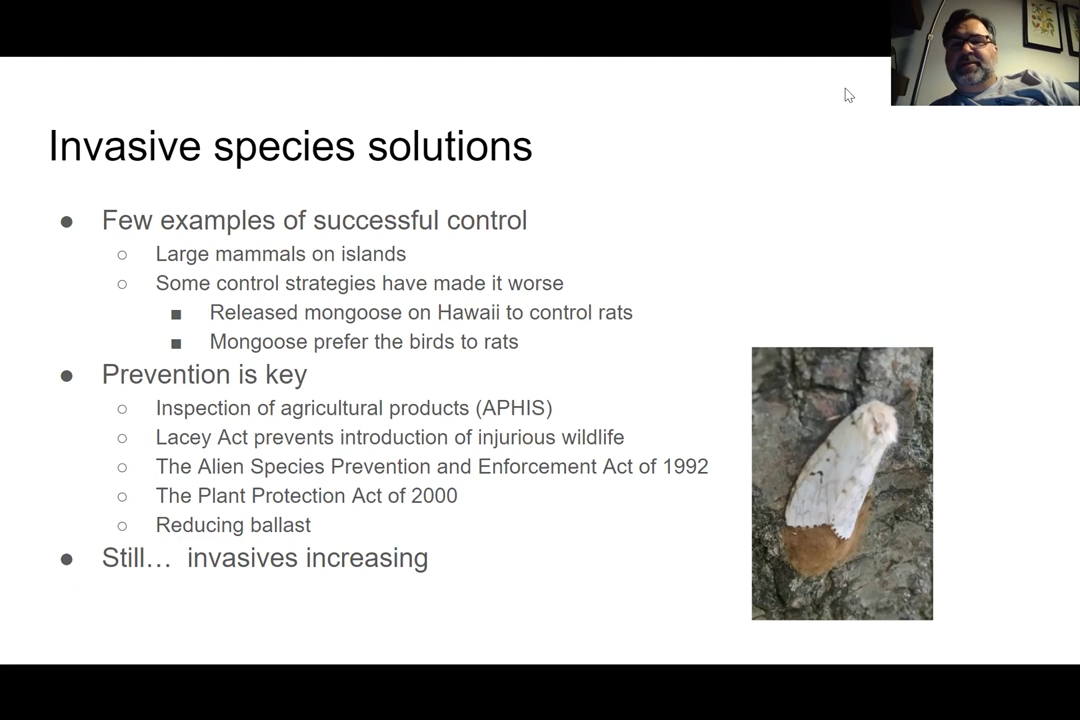 Invasive species solutions
● Few examples of successful control
○ Large mammals on islands
○ Some control strategies have made it worse
■ Released mongoose on Hawaii to control rats
■ Mongoose prefer the birds to rats
● Prevention is key
○ Inspection of agricultural products (APHIS)
○ Lacey Act prevents introduction of injurious wildlife
○ The Alien Species Prevention and Enforcement Act of 1992
○ The Plant Protection Act of 2000
○ Reducing ballast
● Still… invasives increasing